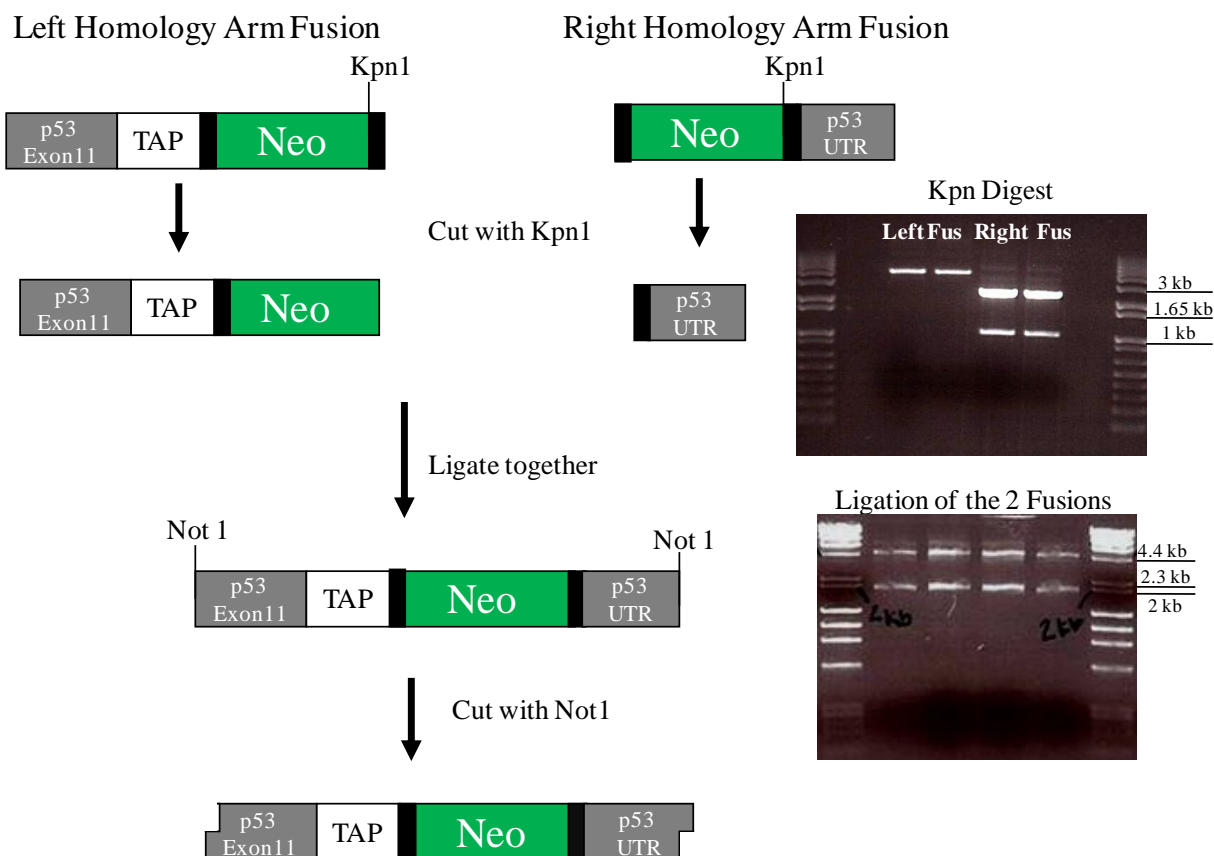 Left Homology Arm Fusion
Right Homology Arm Fusion
Kpn1
Kpn1
p53
Exon11
TAP
Neo
Neo
p53
UTR
Cut with Kpn1
p53
Exon11
TAP
Neo
p53
UTR
Kpn Digest
Left Fus Right Fus
3 kb
1.65 kb
1 kb
Ligate together
Ligation of the 2 Fusions
4.4 kb
2.3 kb
2 kb
2kb
2kb
Not 1
Not 1
p53
Exon11
TAP
Neo
p53
UTR
Cut with Not1
p53
Exon11
TAP
Neo
p53
UTR